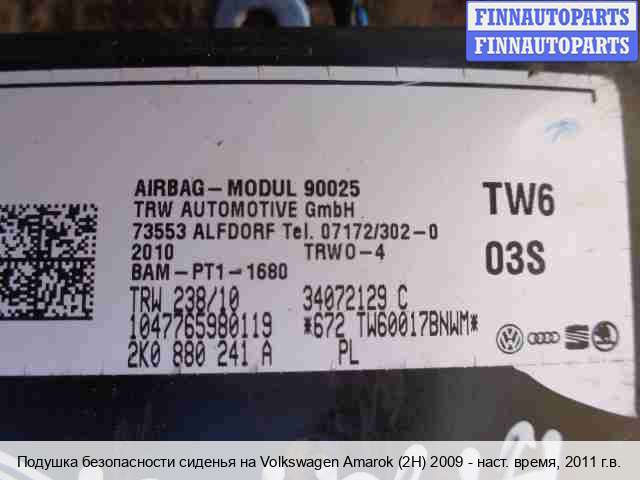 FINNAUTOPARTS
FINNAUTOPARTS
AIRBAG-MODUL 90025
TRW AUTOMOTIVE GmbH
73553 ALFDORF Tel. 07172/302-0
2010 TRWO-4
BAM-PT1-1680
TW6
03S
TRW 238/10 34072129 C
1047765980119 *672 TW60017BNWM*
2K0 880 241 A PL
Подушка безопасности сиденья на Volkswagen Amarok (2H) 2009 - наст. время, 2011 г.в.